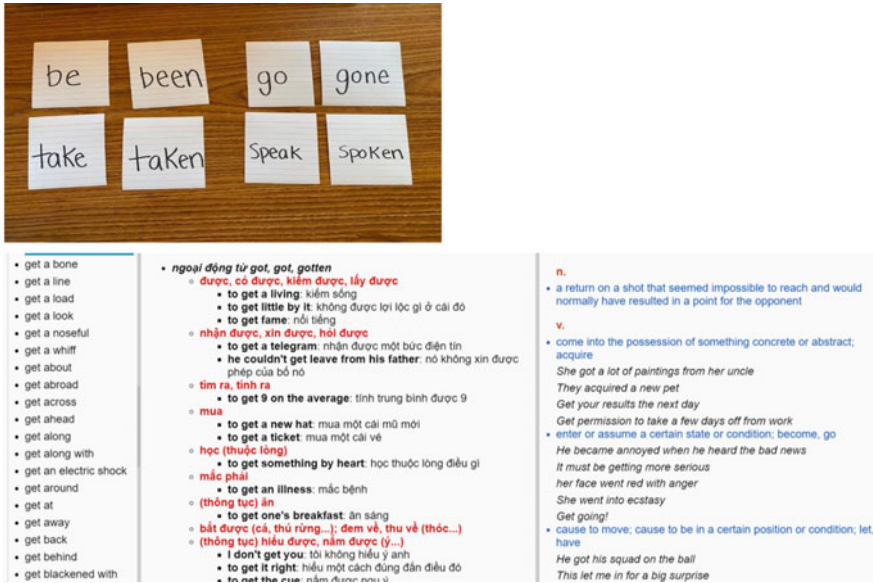 be been go gone
take taken speak spoken
get a bone
get a line
get a load
get a look
get a noseful
get a whiff
get about
get abroad
get across
get ahead
get along
get along with
get an electric shock
get around
get at
get away
get back
get behind
get blackened with
ngoại động từ got, got, gotten
được, có được, kiếm được, lấy được
to get a living: kiếm sống
to get little by it: không được lợi lộc gì ở cái đó
to get fame: nổi tiếng
nhận được, xin được, hỏi được
to get a telegram: nhận được một bức điện tín
he couldn't get leave from his father: nó không xin được
phép của bố nó
tìm ra, tính ra
to get 9 on the average: tính trung bình được 9
mua
to get a new hat: mua một cái mũ mới
to get a ticket: mua một cái vé
học (thuộc lòng)
to get something by heart: học thuộc lòng điều gì
mắc phải
to get an illness: mắc bệnh
(thông tục) ăn
to get one's breakfast: ăn sáng
bắt được (cá, thú rừng...); đem về, thu về (thóc...)
(thông tục) hiểu được, nắm được (ý...)
I don't get you: tôi không hiểu ý anh
to get it right: hiểu một cách đúng đắn điều đó
to get the cue: nắm được ngụ ý
n.
a return on a shot that seemed impossible to reach and would
normally have resulted in a point for the opponent
v.
come into the possession of something concrete or abstract;
acquire
She got a lot of paintings from her uncle
They acquired a new pet
Get your results the next day
Get permission to take a few days off from work
enter or assume a certain state or condition; become, go
He became annoyed when he heard the bad news
It must be getting more serious
her face went red with anger
She went into ecstasy
Get going!
cause to move; cause to be in a certain position or condition; let,
have
He got his squad on the ball
This let me in for a big surprise